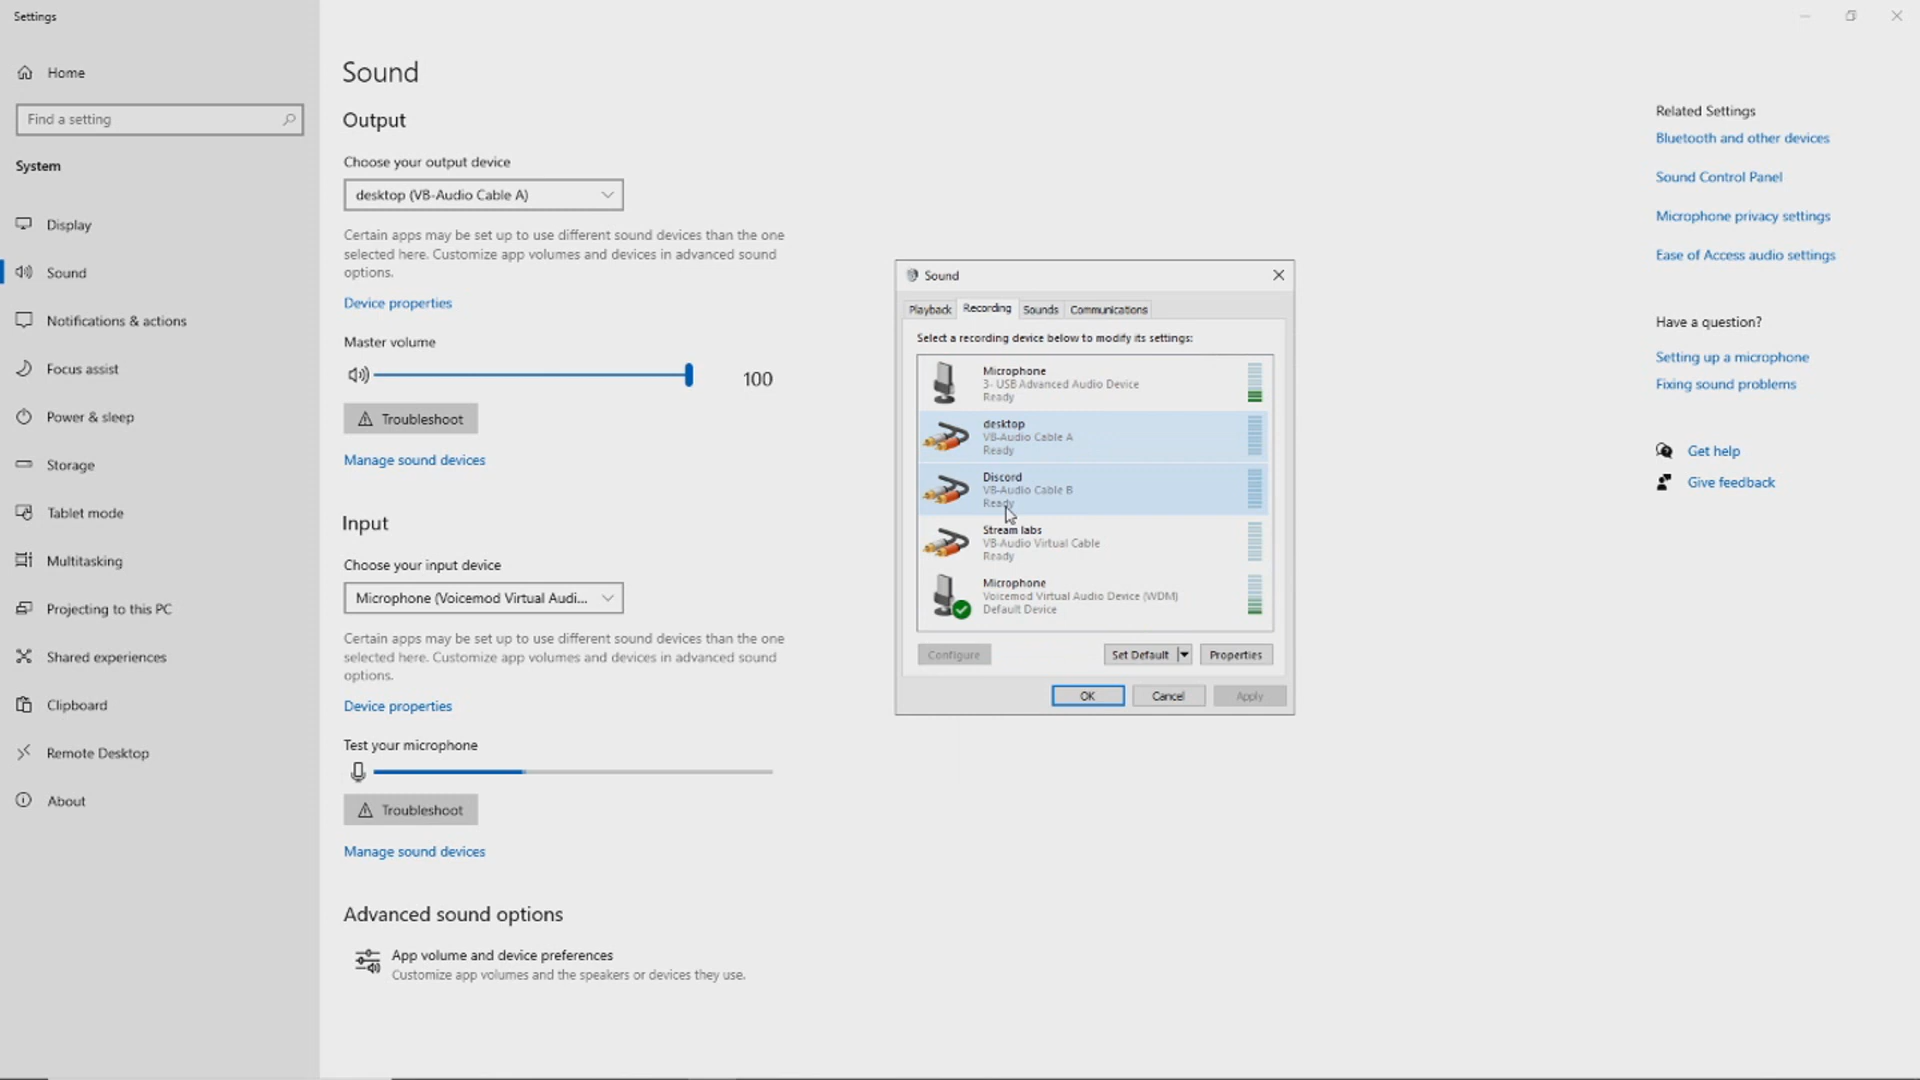 Settings
Home
Find a setting
System
Display
Sound
Notifications & actions
Focus assist
Power & sleep
Storage
Tablet mode
Multitasking
Projecting to this PC
Shared experiences
Clipboard
Remote Desktop
About
Sound
Output
Choose your output device
desktop (VB-Audio Cable A)
Certain apps may be set up to use different sound devices than the one
selected here. Customize app volumes and devices in advanced sound
options.
Device properties
Master volume
100
Troubleshoot
Manage sound devices
Input
Choose your input device
Microphone (Voicemod Virtual Audi...
Certain apps may be set up to use different sound devices than the one
selected here. Customize app volumes and devices in advanced sound
options.
Device properties
Test your microphone
Troubleshoot
Manage sound devices
Advanced sound options
App volume and device preferences
Customize app volumes and the speakers or devices they use.
Sound
Playback Recording Sounds Communications
Select a recording device below to modify its settings:
Microphone
3- USB Advanced Audio Device
Ready
desktop
VB-Audio Cable A
Ready
Discord
VB-Audio Cable B
Ready
Stream labs
VB-Audio Virtual Cable
Ready
Microphone
Voicemod Virtual Audio Device (WDM)
Default Device
Configure Set Default Properties
OK Cancel Apply
Related Settings
Bluetooth and other devices
Sound Control Panel
Microphone privacy settings
Ease of Access audio settings
Have a question?
Setting up a microphone
Fixing sound problems
Get help
Give feedback